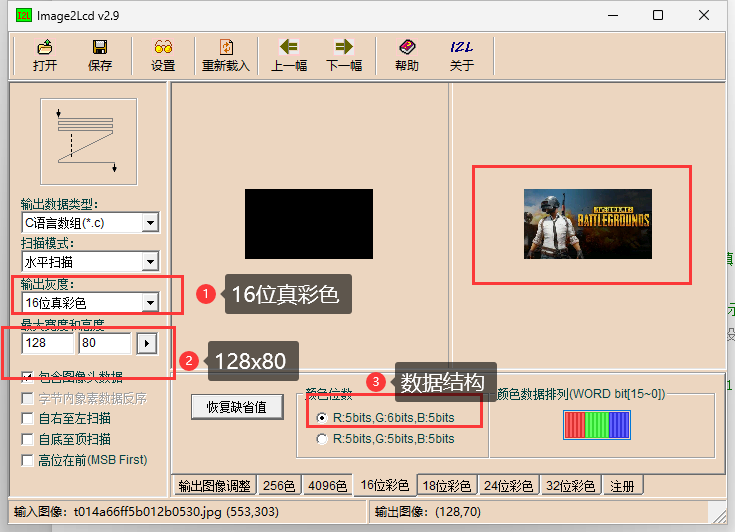 Image2Lcd v2.9
打开
保存
设置
重新载入
上一幅
下一幅
帮助
关于
输出数据类型:
C语言数组(*.c)
扫描模式:
水平扫描
输出灰度:
16位真彩色
1
16位真彩色
最大宽度和高度
128
80
2
128x80
包含图像头数据
字节内象素数据反序
自右至左扫描
自底至顶扫描
高位在前(MSB First)
BATTLEGROUNDS
恢复缺省值
3
数据结构
颜色位数
R:5bits,G:6bits,B:5bits
R:5bits,G:5bits,B:5bits
颜色数据排列(WORD bit[15~0])
输出图像调整
256色
4096色
16位彩色
18位彩色
24位彩色
32位彩色
注册
输入图像: t014a66ff5b012b0530.jpg (553,303)
输出图像: (128,70)